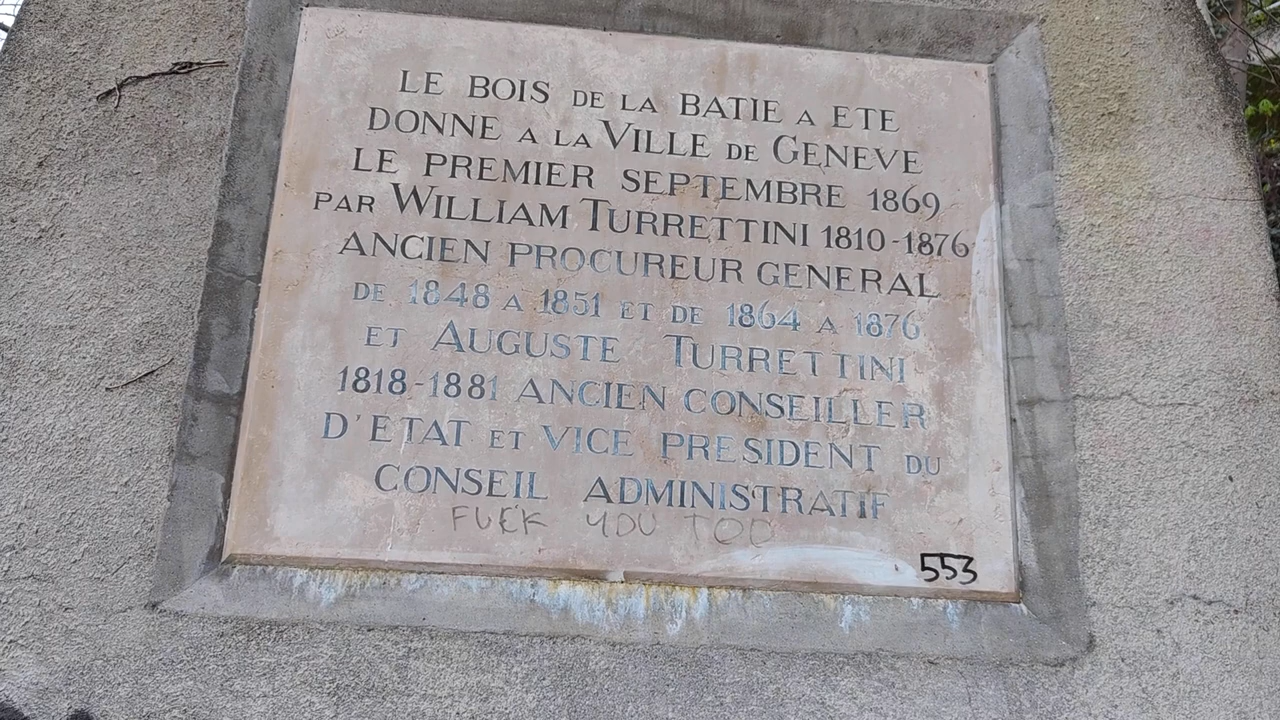 LE BOIS DE LA BATIE A ETE
DONNE A LA VILLE DE GENEVE
LE PREMIER SEPTEMBRE 1869
PAR WILLIAM TURRETTINI 1810-1876
ANCIEN PROCUREUR GENERAL
DE 1848 A 1851 ET DE 1864 A 1876
ET AUGUSTE TURRETTINI
1818-1881 ANCIEN CONSEILLER
D'ETAT ET VICE PRESIDENT DU
CONSEIL ADMINISTRATIF
FUCK YOU TOO
553